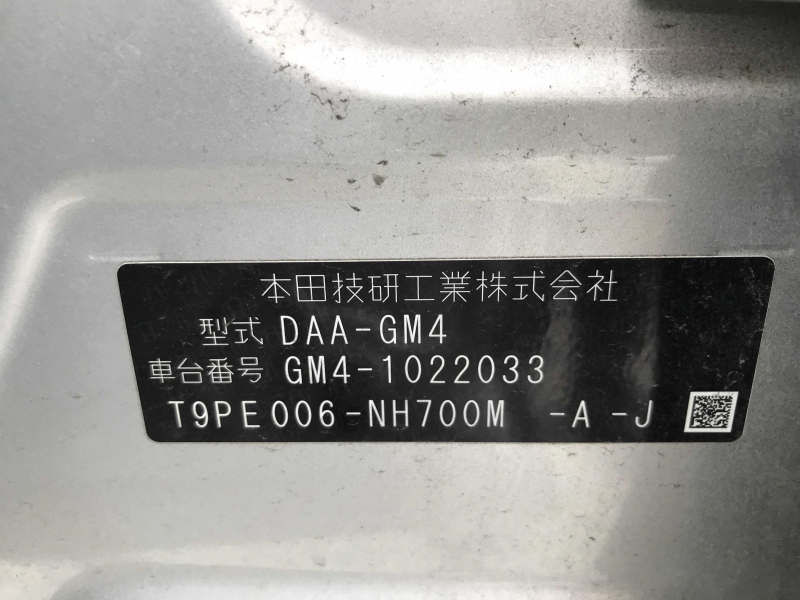 本田技研工業株式会社
型式 DAA-GM4
車台番号 GM4-1022033
T9PE006-NH700M -A -J